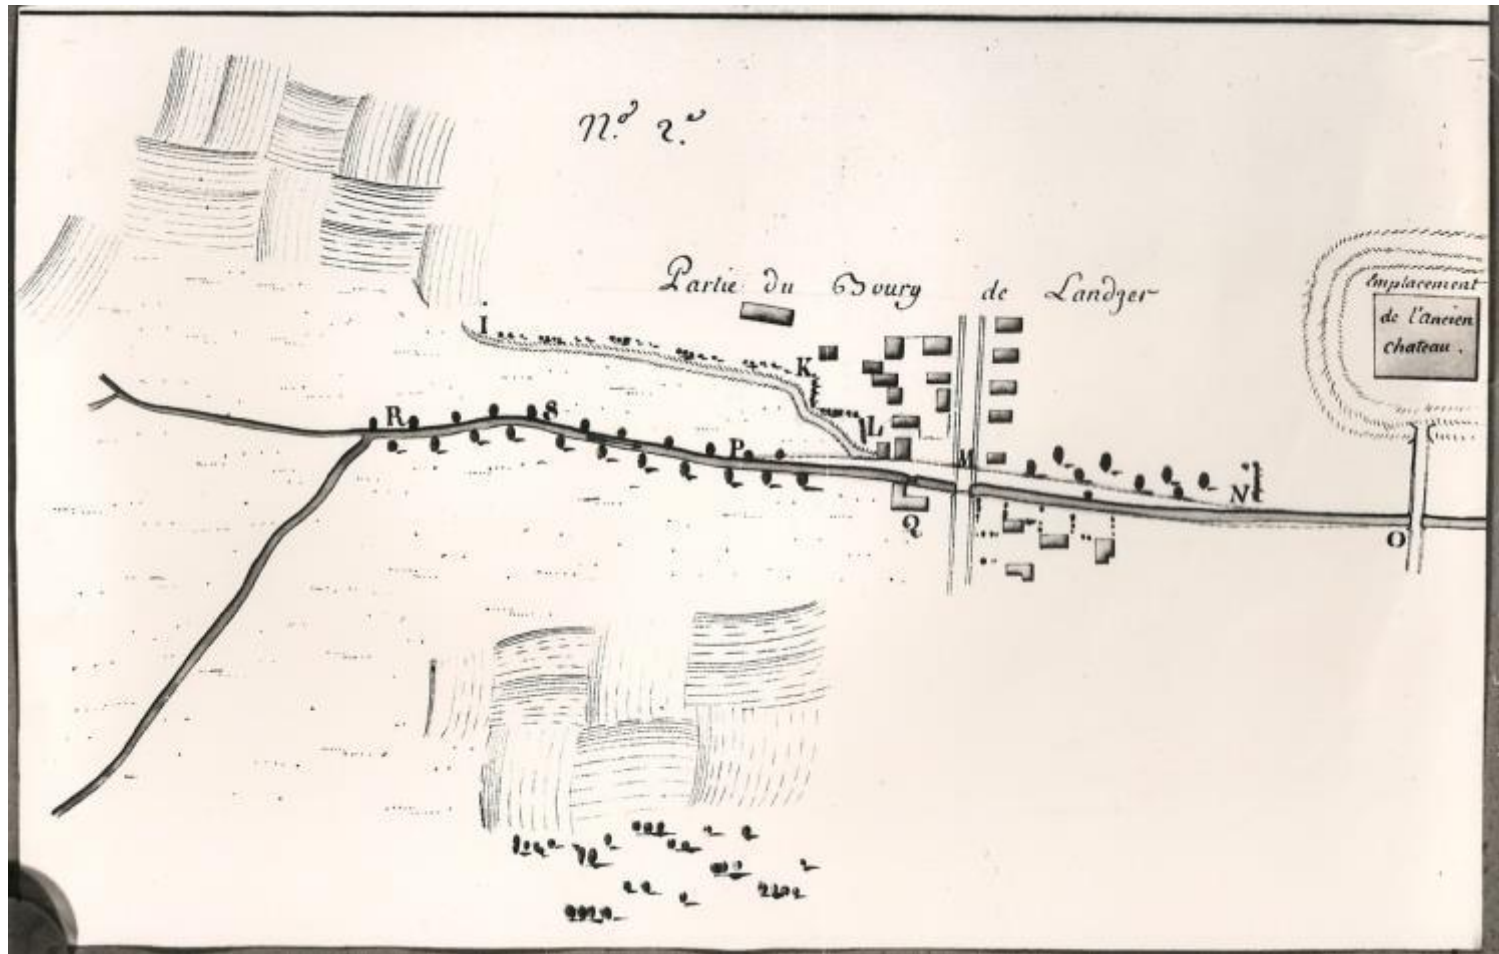 N.º 2.º
Partie du Bourg de Landzer
Emplacement
de l'ancien
chateau.
i
K
R
S
L
P
M
N
Q
O